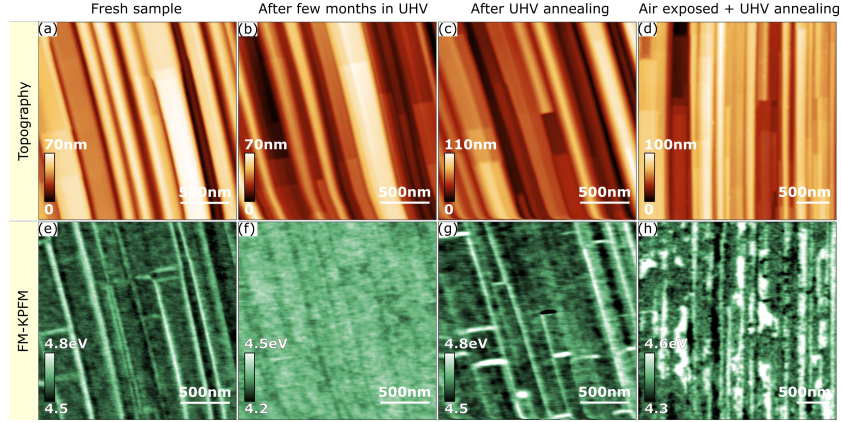 Fresh sample
After few months in UHV
After UHV annealing
Air exposed + UHV annealing
Topography
(a)
70nm
0
500nm
(b)
70nm
0
500nm
(c)
110nm
0
500nm
(d)
100nm
0
500nm
FM-KPFM
(e)
4.8eV
4.5
500nm
(f)
4.5eV
4.2
500nm
(g)
4.8eV
4.5
500nm
(h)
4.6eV
4.3
500nm